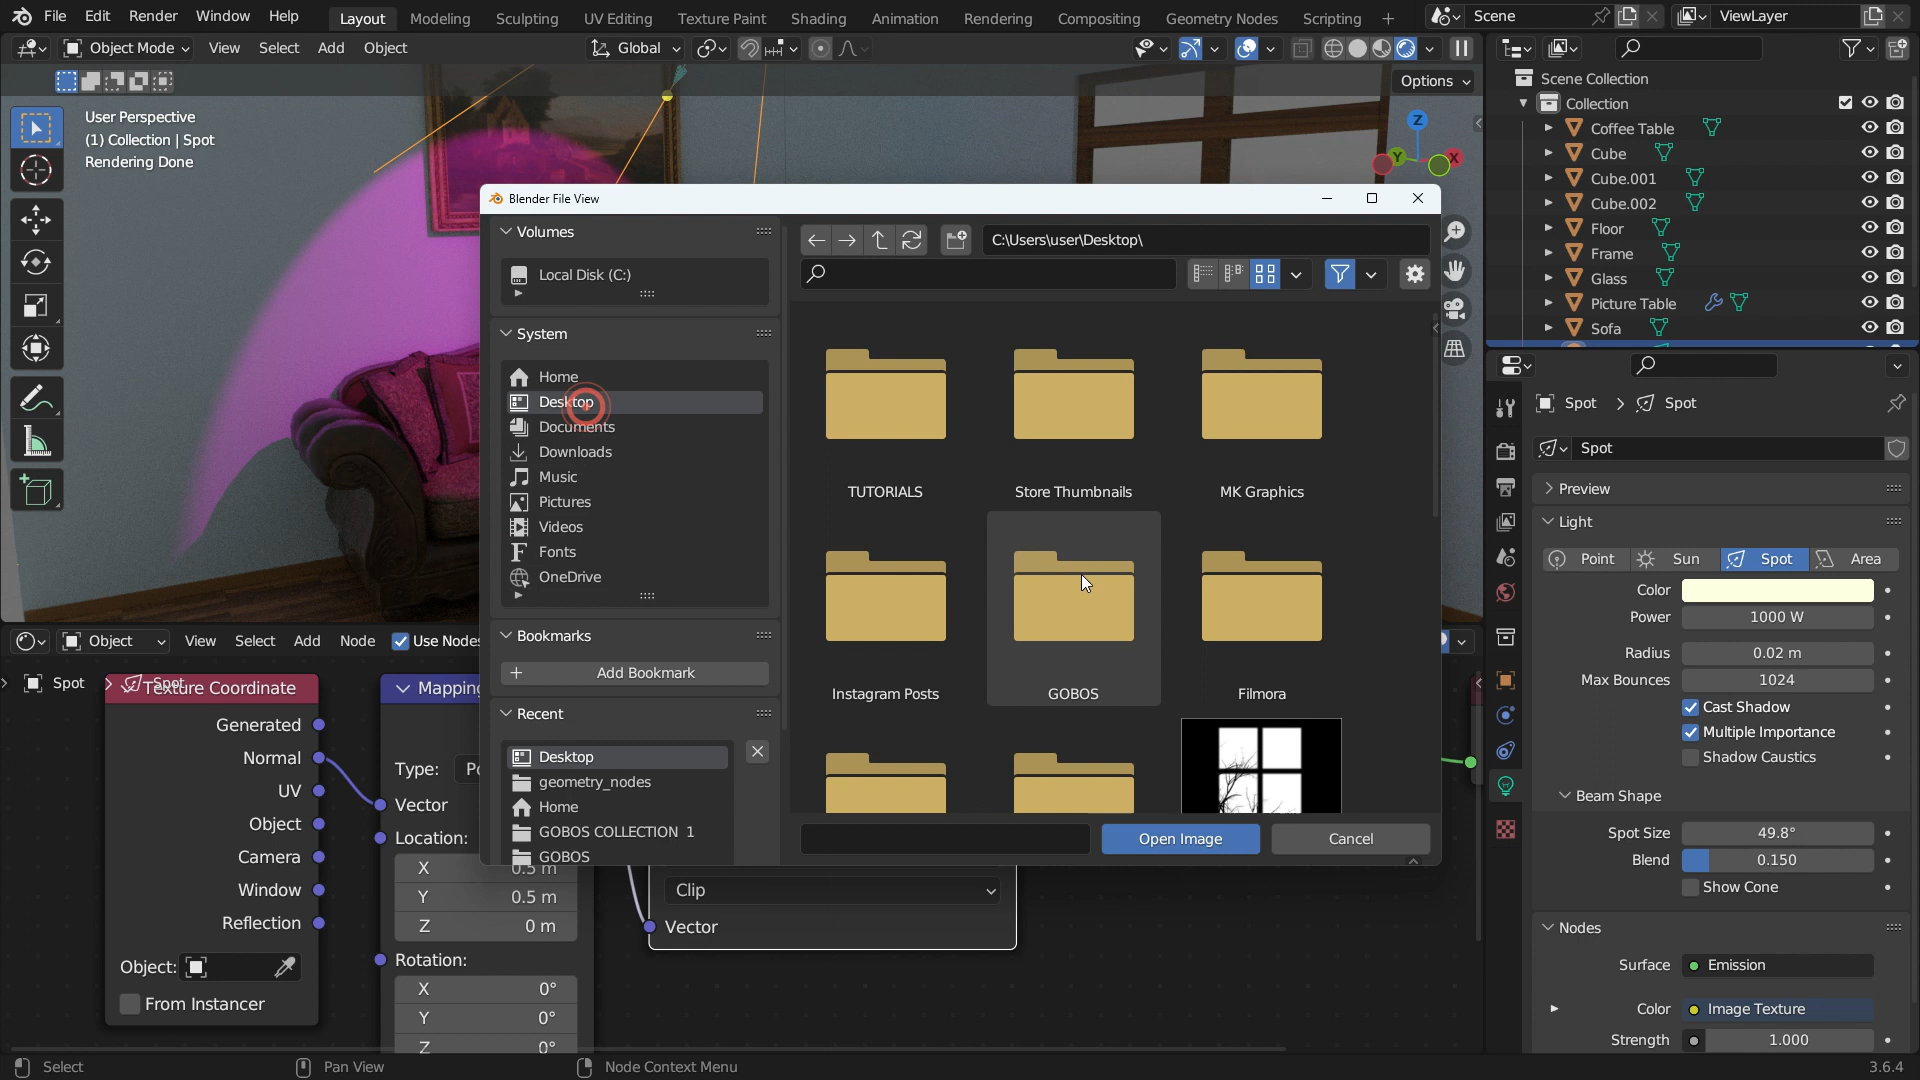 File Edit Render Window Help Layout Modeling Sculpting UV Editing Texture Paint Shading Animation Rendering Compositing Geometry Nodes Scripting + Scene ViewLayer
Object Mode View Select Add Object Global
Options
User Perspective
(1) Collection | Spot
Rendering Done
Z
Y X
Scene Collection
Collection
Coffee Table
Cube
Cube.001
Cube.002
Floor
Frame
Glass
Picture Table
Sofa
Blender File View
Volumes
Local Disk (C:)
System
Home
Desktop
Documents
Downloads
Music
Pictures
Videos
Fonts
OneDrive
Bookmarks
Add Bookmark
Recent
Desktop
geometry_nodes
Home
GOBOS COLLECTION 1
GOBOS
C:\Users\user\Desktop\
TUTORIALS Store Thumbnails MK Graphics
Instagram Posts GOBOS Filmora
Open Image Cancel
Spot > Spot
Spot
Preview
Light
Point Sun Spot Area
Color
Power 1000 W
Radius 0.02 m
Max Bounces 1024
Cast Shadow
Multiple Importance
Shadow Caustics
Beam Shape
Spot Size 49.8°
Blend 0.150
Show Cone
Nodes
Surface Emission
Color Image Texture
Strength 1.000
Object View Select Add Node Use Nodes
Spot > Spot
Texture Coordinate
Generated
Normal
UV
Object
Camera
Window
Reflection
Object:
From Instancer
Mapping
Type:
Vector
Location:
X 0.5 m
Y 0.5 m
Z 0 m
Rotation:
X 0°
Y 0°
Z 0°
Clip
Vector
Select Pan View Node Context Menu 3.6.4